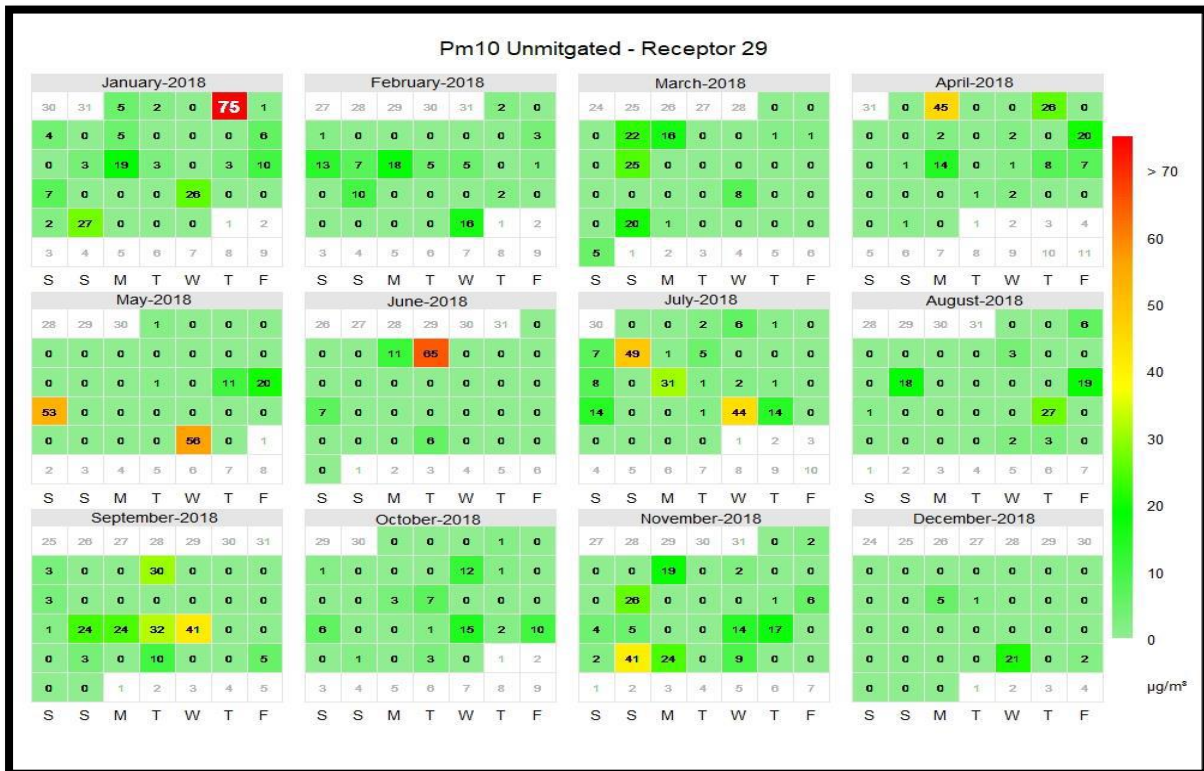 Pm10 Unmitgated - Receptor 29
January-2018
30 31 5 2 0 75 1
4 0 5 0 0 0 6
0 3 19 3 0 3 10
7 0 0 0 26 0 0
2 27 0 0 0 1 2
3 4 5 6 7 8 9
S S M T W T F
February-2018
27 28 29 30 31 2 0
1 0 0 0 0 0 3
13 7 18 5 5 0 1
0 10 0 0 0 2 0
0 0 0 0 16 1 2
3 4 5 6 7 8 9
S S M T W T F
March-2018
24 25 26 27 28 0 0
0 22 16 0 0 1 1
0 25 0 0 0 0 0
0 0 0 0 8 0 0
0 20 1 0 0 0 0
5 1 2 3 4 5 6
S S M T W T F
April-2018
31 0 45 0 0 26 0
0 0 2 0 2 0 20
0 1 14 0 1 8 7
0 0 0 1 2 0 0
0 1 0 1 2 3 4
5 6 7 8 9 10 11
S S M T W T F
May-2018
28 29 30 1 0 0 0
0 0 0 0 0 0 0
0 0 0 1 0 11 20
53 0 0 0 0 0 0
0 0 0 0 56 0 1
2 3 4 5 6 7 8
S S M T W T F
June-2018
26 27 28 29 30 31 0
0 0 11 65 0 0 0
0 0 0 0 0 0 0
7 0 0 0 0 0 0
0 0 0 6 0 0 0
0 1 2 3 4 5 6
S S M T W T F
July-2018
30 0 0 2 6 1 0
7 49 1 5 0 0 0
8 0 31 1 2 1 0
14 0 0 1 44 14 0
0 0 0 0 1 2 3
4 5 6 7 8 9 10
S S M T W T F
August-2018
28 29 30 31 0 0 6
0 0 0 0 3 0 0
0 18 0 0 0 0 19
1 0 0 0 0 27 0
0 0 0 0 2 3 0
1 2 3 4 5 6 7
S S M T W T F
September-2018
25 26 27 28 29 30 31
3 0 0 30 0 0 0
3 0 0 0 0 0 0
1 24 24 32 41 0 0
0 3 0 10 0 0 5
0 0 1 2 3 4 5
S S M T W T F
October-2018
29 30 0 0 0 1 0
1 0 0 0 12 1 0
0 0 3 7 0 0 0
6 0 0 1 15 2 10
0 1 0 3 0 1 2
3 4 5 6 7 8 9
S S M T W T F
November-2018
27 28 29 30 31 0 2
0 0 19 0 2 0 0
0 26 0 0 0 1 6
4 5 0 0 14 17 0
2 41 24 0 9 0 0
1 2 3 4 5 6 7
S S M T W T F
December-2018
24 25 26 27 28 29 30
0 0 0 0 0 0 0
0 0 5 1 0 0 0
0 0 0 0 0 0 0
0 0 0 0 21 0 2
0 0 0 1 2 3 4
S S M T W T F
> 70
60
50
40
30
20
10
0
µg/m³